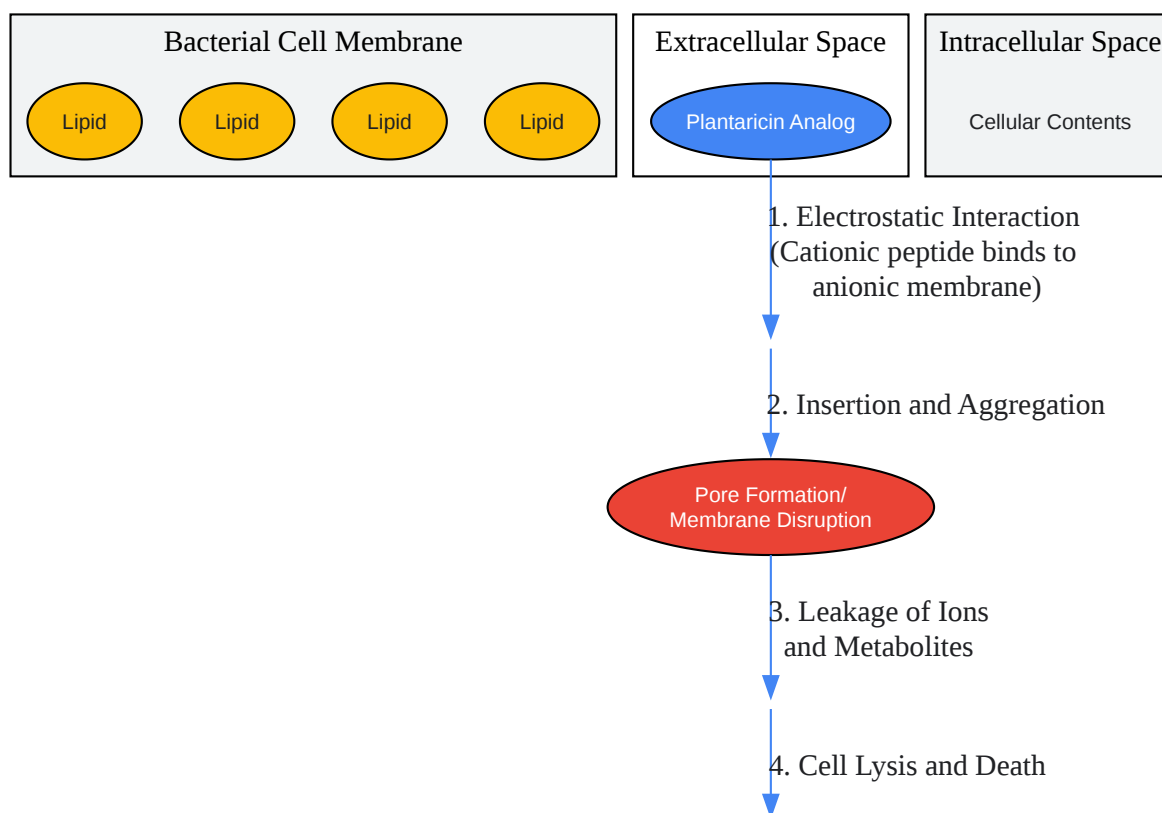 Bacterial Cell Membrane
Lipid
Lipid
Lipid
Lipid
Extracellular Space
Plantaricin Analog
Intracellular Space
Cellular Contents
1. Electrostatic Interaction
(Cationic peptide binds to
anionic membrane)
2. Insertion and Aggregation
Pore Formation/
Membrane Disruption
3. Leakage of Ions
and Metabolites
4. Cell Lysis and Death